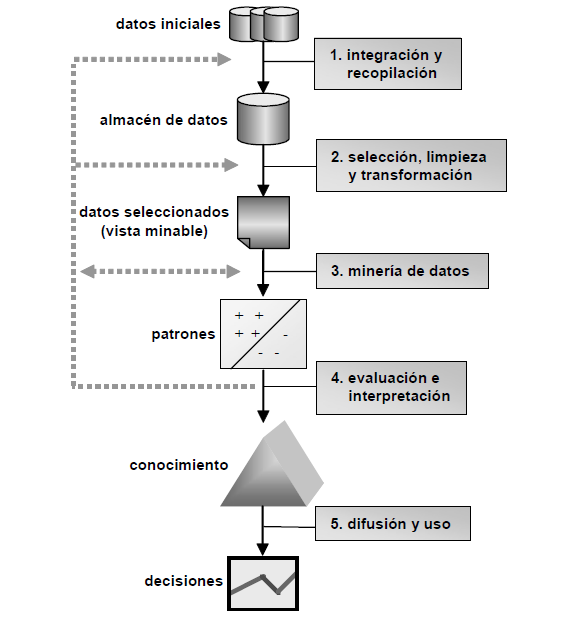 datos iniciales
1. integración y
recopilación
almacén de datos
2. selección, limpieza
y transformación
datos seleccionados
(vista minable)
3. minería de datos
patrones
+ +
+ + -
- -
4. evaluación e
interpretación
conocimiento
5. difusión y uso
decisiones